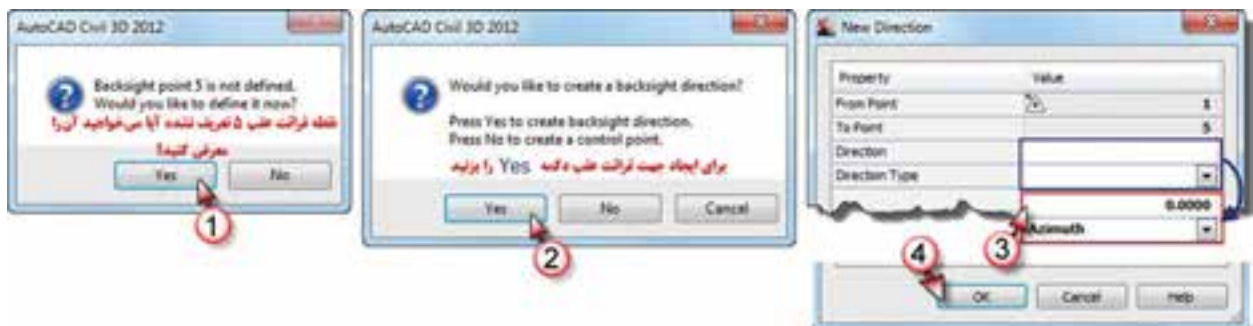 AutoCAD Civil 3D 2012
Backsight point 5 is not defined.
Would you like to define it now?
نقطه قرائت عقب ۵ تعریف نشده آیا می‌خواهید آن را
معرفی کنید؟
Yes
No
1
AutoCAD Civil 3D 2012
Would you like to create a backsight direction?
Press Yes to create backsight direction.
Press No to create a control point.
برای ایجاد جهت قرائت عقب دکمه Yes را بزنید
Yes
No
Cancel
2
New Direction
Property Value
From Point 1
To Point 5
Direction
Direction Type
0.0000
Azimuth
3
4
OK
Cancel
Help